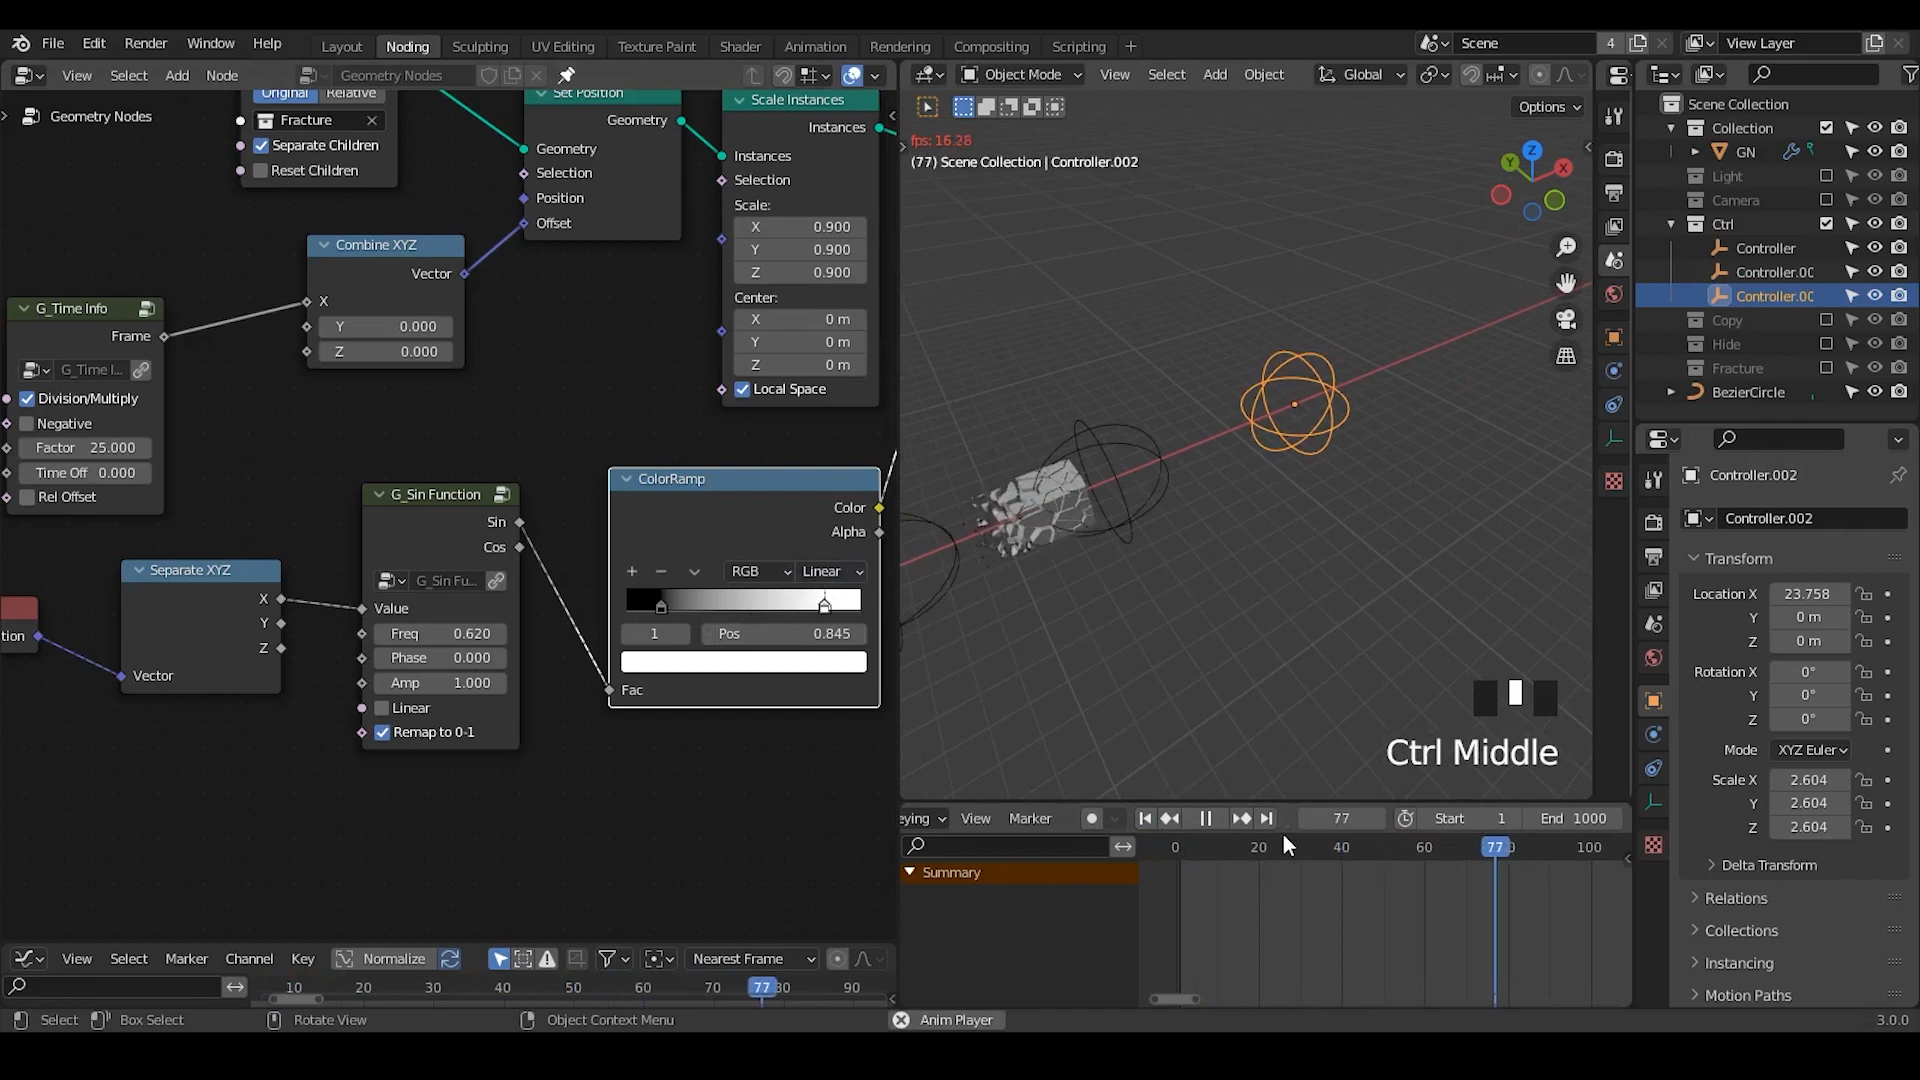 File Edit Render Window Help
Layout Noding Sculpting UV Editing Texture Paint Shader Animation Rendering Compositing Scripting +
Scene 4
View Layer
View Select Add Node
Geometry Nodes
Object Mode View Select Add Object
Global
Options
Geometry Nodes
Original Relative
Fracture
Separate Children
Reset Children
Set Position
Geometry
Geometry
Selection
Position
Offset
Scale Instances
Instances
Instances
Selection
Scale:
X 0.900
Y 0.900
Z 0.900
Center:
X 0 m
Y 0 m
Z 0 m
Local Space
Combine XYZ
Vector
X
Y 0.000
Z 0.000
G_Time Info
Frame
G_Time I...
Division/Multiply
Negative
Factor 25.000
Time Off 0.000
Rel Offset
G_Sin Function
Sin
Cos
G_Sin Fu...
Value
Freq 0.620
Phase 0.000
Amp 1.000
Linear
Remap to 0-1
Separate XYZ
X
Y
Z
Vector
tion
ColorRamp
Color
Alpha
RGB Linear
1 Pos 0.845
Fac
fps: 16.28
(77) Scene Collection | Controller.002
Z
Y
X
Ctrl Middle
Scene Collection
Collection
GN
Light
Camera
Ctrl
Controller
Controller.00
Controller.00
Copy
Hide
Fracture
BezierCircle
Controller.002
Controller.002
Transform
Location X 23.758
Y 0 m
Z 0 m
Rotation X 0°
Y 0°
Z 0°
Mode XYZ Euler
Scale X 2.604
Y 2.604
Z 2.604
Delta Transform
Relations
Collections
Instancing
Motion Paths
eying View Marker
77
Start 1
End 1000
0 20 40 60 77 100
Summary
View Select Marker Channel Key
Normalize
Nearest Frame
10 20 30 40 50 60 70 77 80 90
Select Box Select Rotate View Object Context Menu
Anim Player
3.0.0